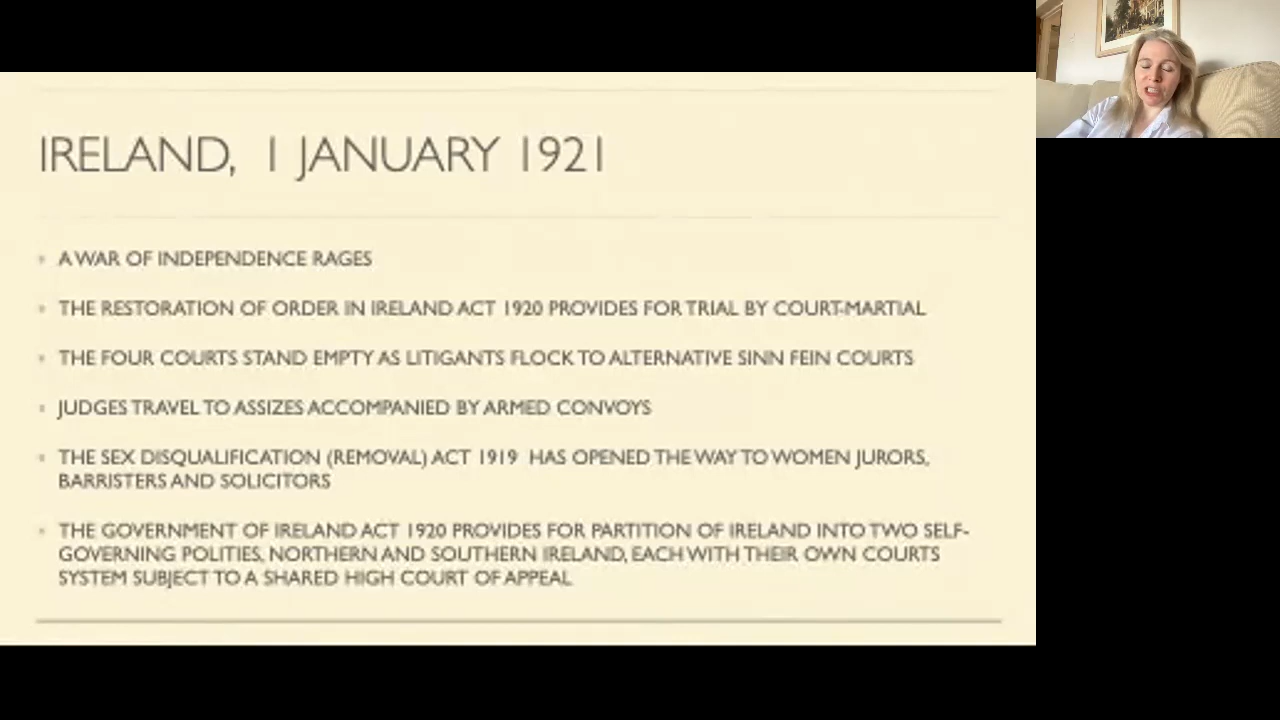 IRELAND, 1 JANUARY 1921
A WAR OF INDEPENDENCE RAGES
THE RESTORATION OF ORDER IN IRELAND ACT 1920 PROVIDES FOR TRIAL BY COURT-MARTIAL
THE FOUR COURTS STAND EMPTY AS LITIGANTS FLOCK TO ALTERNATIVE SINN FEIN COURTS
JUDGES TRAVEL TO ASSIZES ACCOMPANIED BY ARMED CONVOYS
THE SEX DISQUALIFICATION (REMOVAL) ACT 1919 HAS OPENED THE WAY TO WOMEN JURORS,
BARRISTERS AND SOLICITORS
THE GOVERNMENT OF IRELAND ACT 1920 PROVIDES FOR PARTITION OF IRELAND INTO TWO SELF-
GOVERNING POLITIES, NORTHERN AND SOUTHERN IRELAND, EACH WITH THEIR OWN COURTS
SYSTEM SUBJECT TO A SHARED HIGH COURT OF APPEAL